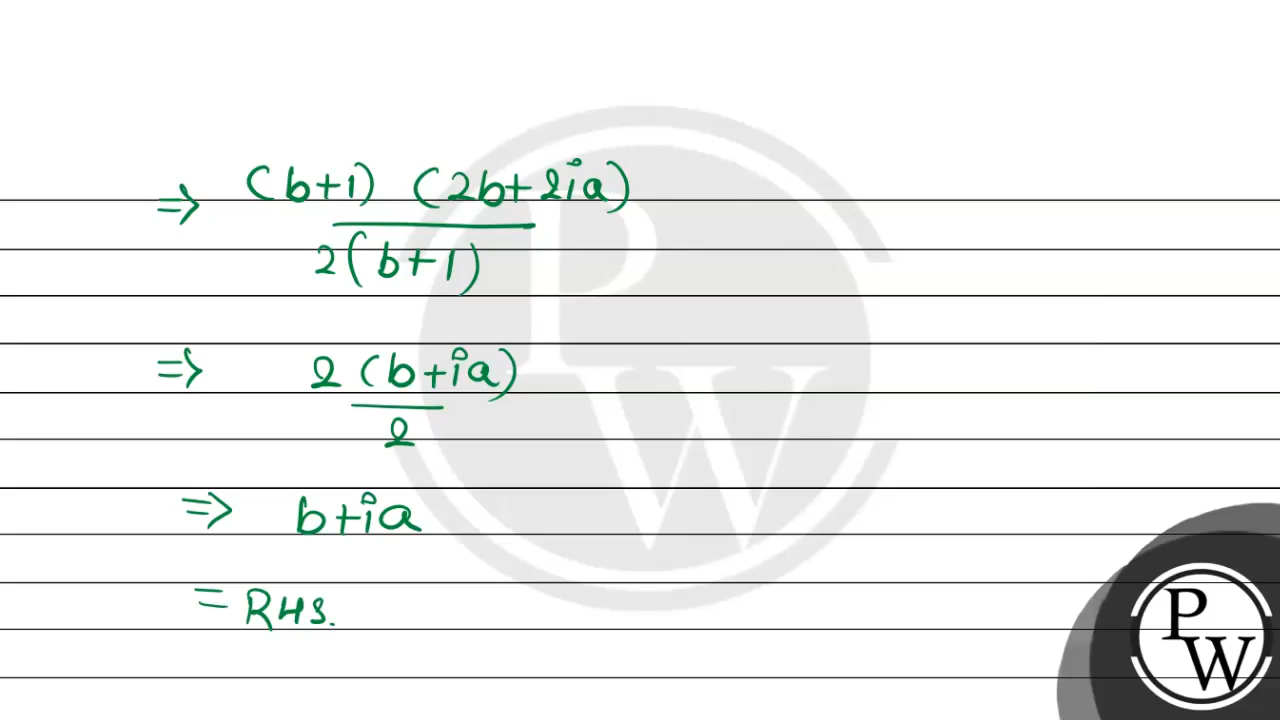 ⇒ (b+1) (2b+2ia)
2(b+1)
⇒ 2 (b+ia)
2
⇒ b+ia
= RHS.
P
W
P
W